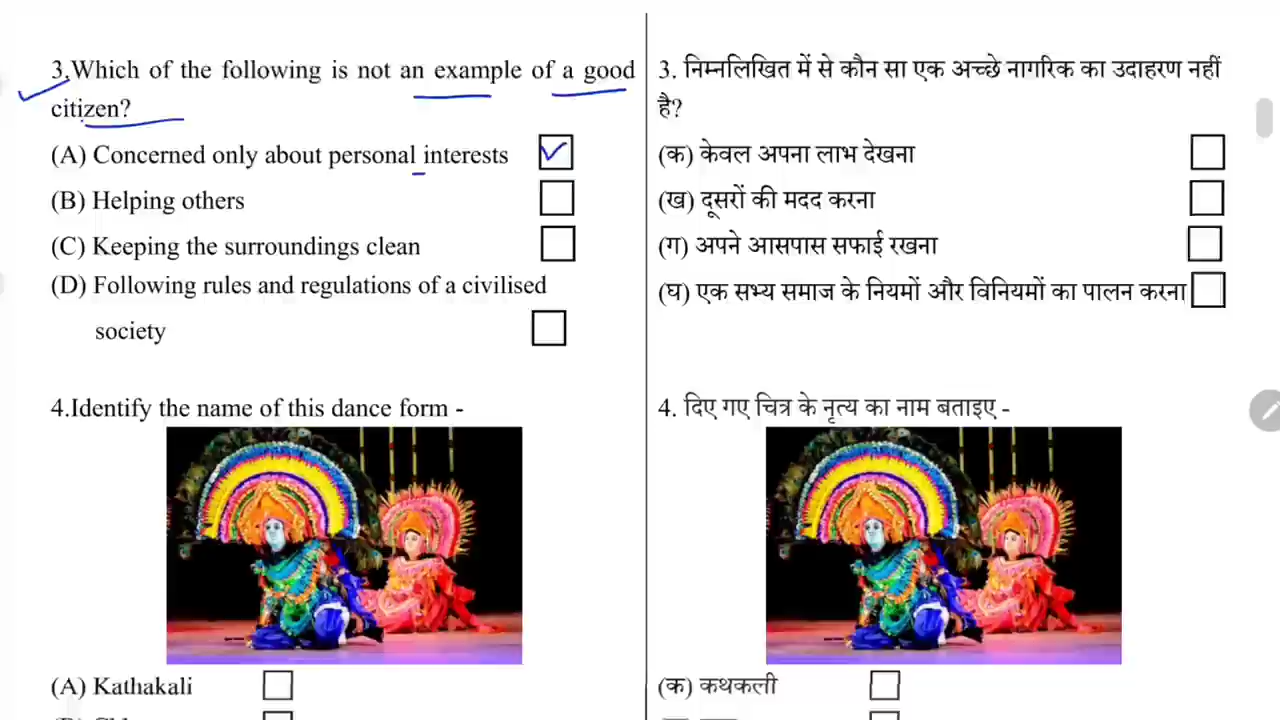 3.Which of the following is not an example of a good
citizen?
(A) Concerned only about personal interests
(B) Helping others
(C) Keeping the surroundings clean
(D) Following rules and regulations of a civilised
society
4.Identify the name of this dance form -
(A) Kathakali
3. निम्नलिखित में से कौन सा एक अच्छे नागरिक का उदाहरण नहीं
है?
(क) केवल अपना लाभ देखना
(ख) दूसरों की मदद करना
(ग) अपने आसपास सफाई रखना
(घ) एक सभ्य समाज के नियमों और विनियमों का पालन करना
4. दिए गए चित्र के नृत्य का नाम बताइए -
(क) कथकली